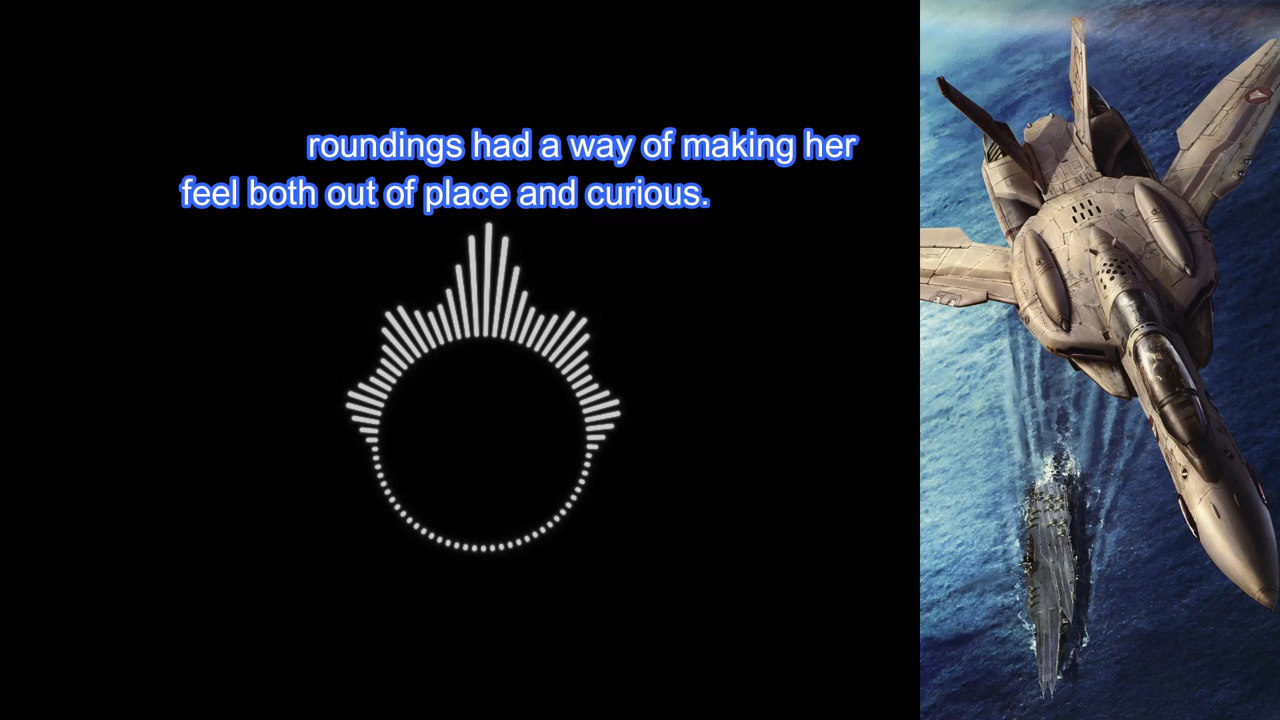 roundings had a way of making her
feel both out of place and curious.